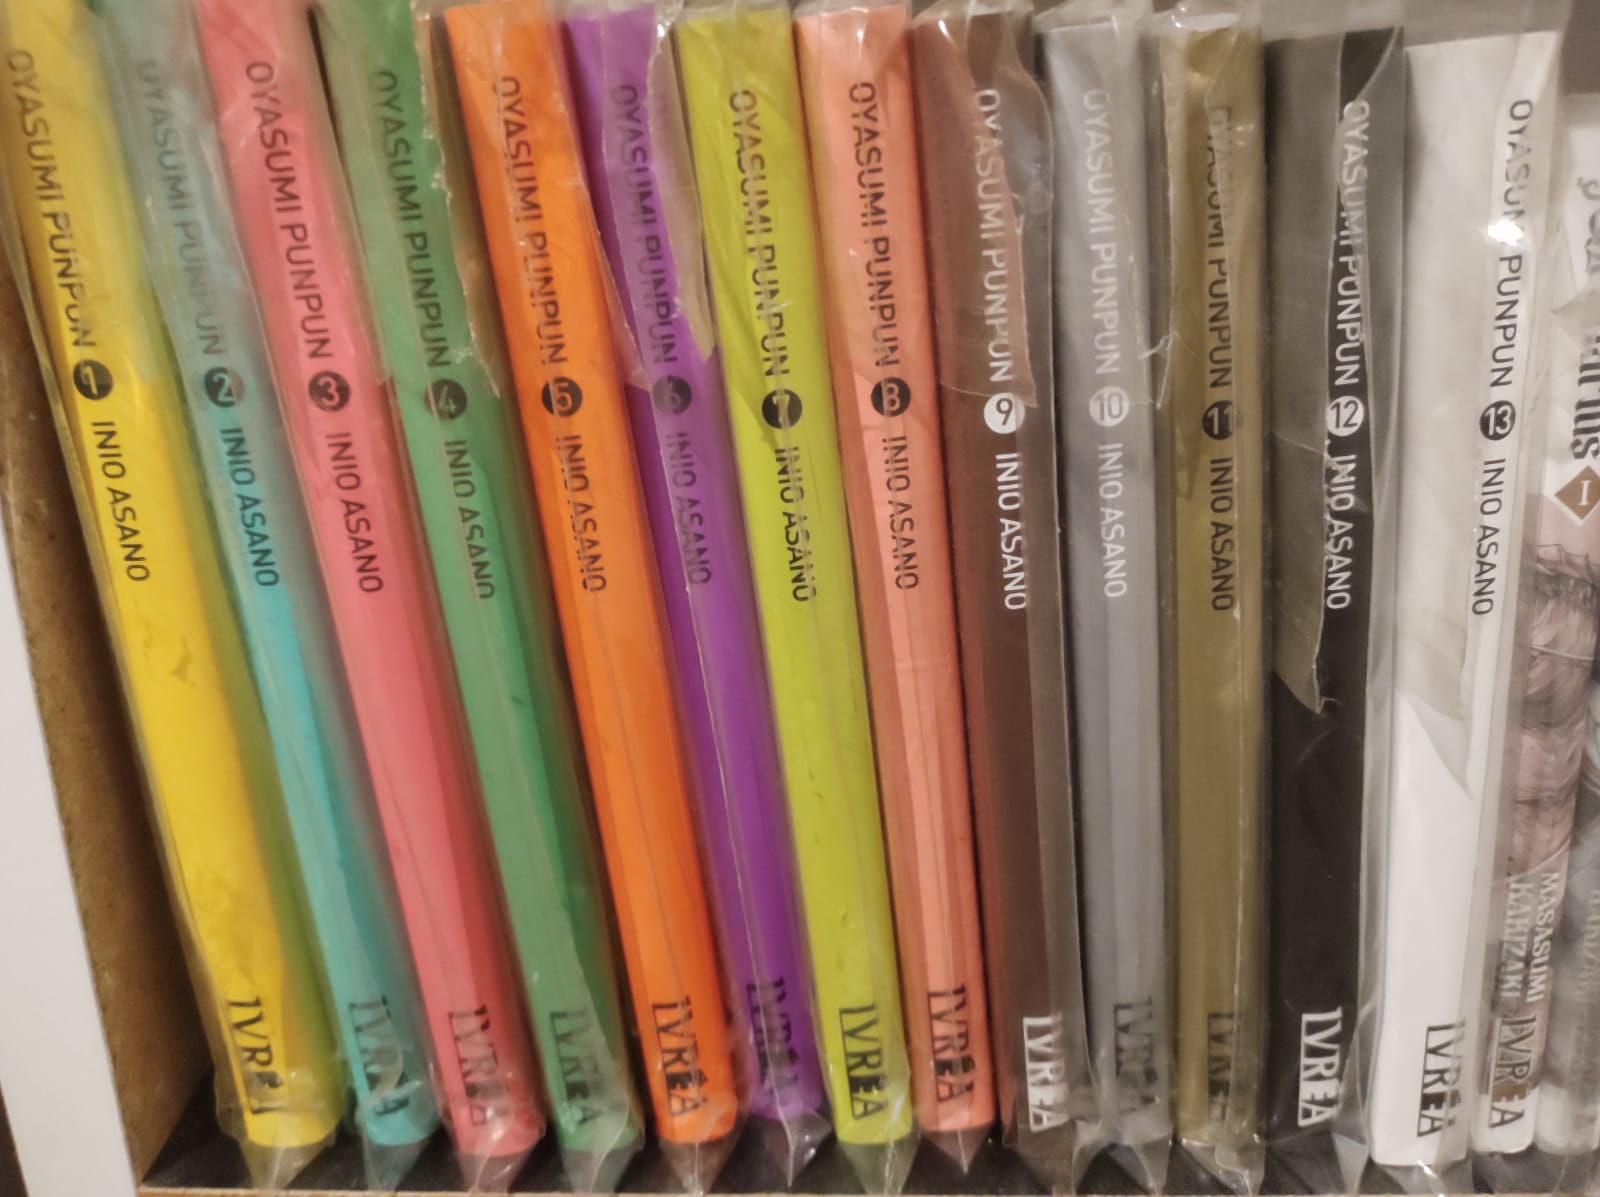 OYASUMI PUNPUN 1 INIO ASANO IVREA
OYASUMI PUNPUN 2 INIO ASANO IVREA
OYASUMI PUNPUN 3 INIO ASANO IVREA
OYASUMI PUNPUN 4 INIO ASANO IVREA
OYASUMI PUNPUN 5 INIO ASANO IVREA
OYASUMI PUNPUN 6 INIO ASANO IVREA
OYASUMI PUNPUN 7 INIO ASANO IVREA
OYASUMI PUNPUN 8 INIO ASANO IVREA
OYASUMI PUNPUN 9 INIO ASANO IVREA
OYASUMI PUNPUN 10 INIO ASANO IVREA
OYASUMI PUNPUN 11 INIO ASANO IVREA
OYASUMI PUNPUN 12 INIO ASANO IVREA
OYASUMI PUNPUN 13 INIO ASANO IVREA
I
MASASUMI
KAKIZAKI
IVREA